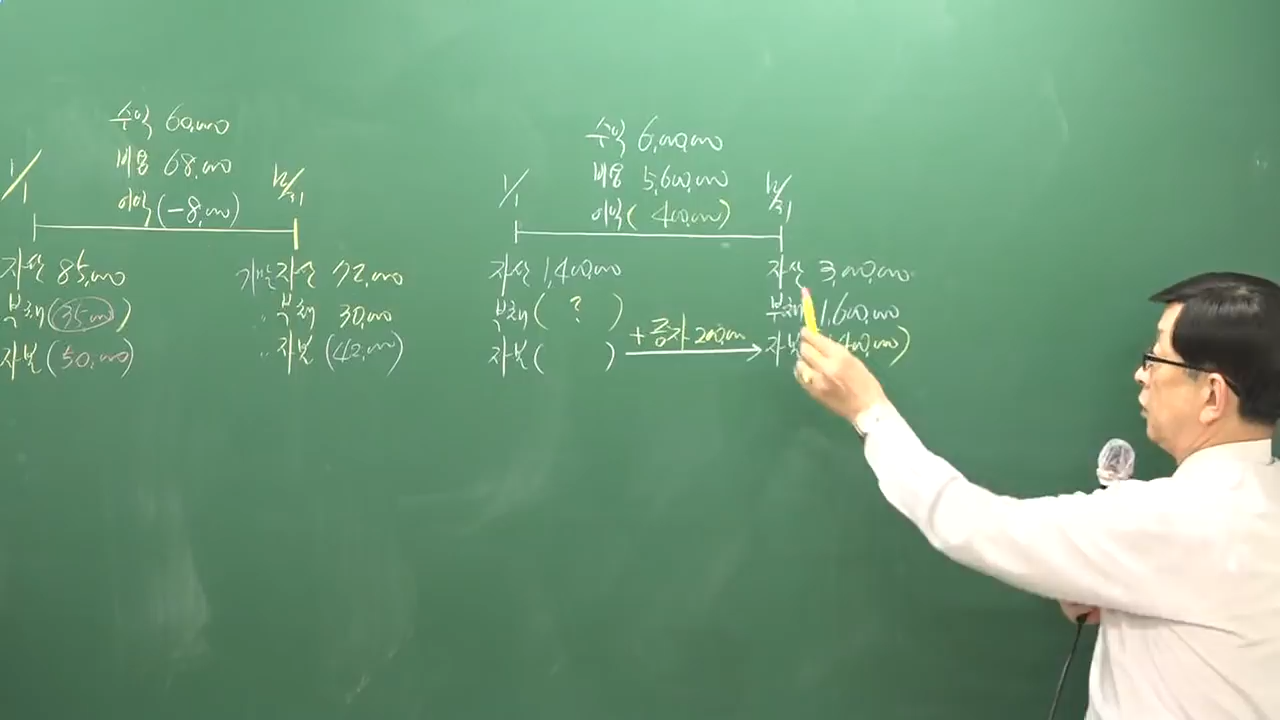 수익 60,000
비용 68,000
이익(-8,000)
1/1
12/31
자산 85,000
부채(35,000)
자본(50,000)
기말자산 72,000
〃 부채 30,000
〃 자본(42,000)
수익 6,000,000
비용 5,600,000
이익( 400,000)
1/1
12/31
자산 1,400,000
부채( ? )
자본( )
+증자 200,000
자산 3,000,000
부채 1,600,000
자본 400,000)